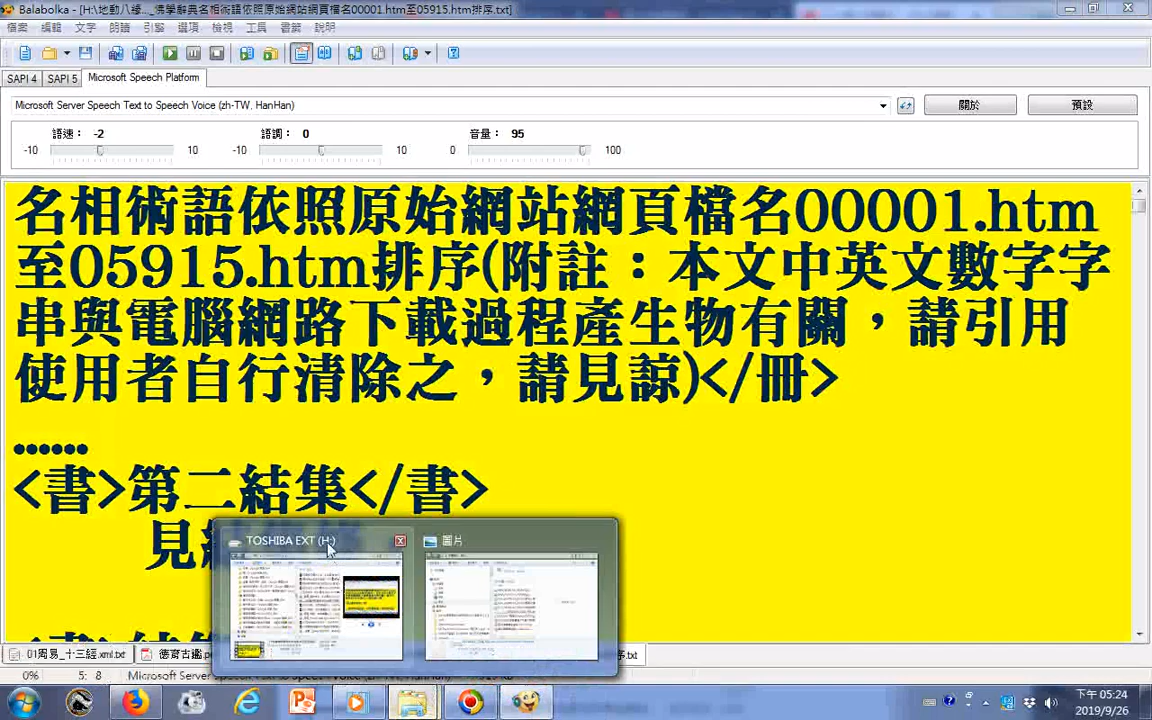 Balabolka - [H:\地動八緣..._佛學辭典名相術語依照原始網站網頁檔名00001.htm至05915.htm排序.txt]
檔案 編輯 文字 朗讀 引擎 選項 檢視 工具 書籤 說明
SAPI 4 SAPI 5 Microsoft Speech Platform
Microsoft Server Speech Text to Speech Voice (zh-TW, HanHan) 關於 預設
語速： -2 語調： 0 音量： 95
-10 10 -10 10 0 100
名相術語依照原始網站網頁檔名00001.htm
至05915.htm排序(附註：本文中英文數字字
串與電腦網路下載過程產生物有關，請引用
使用者自行清除之，請見諒)</冊>
......
<書>第二結集</書>
見
TOSHIBA EXT (H:) 圖片
<書>
01周易_十三經.xml.txt 德育古鑑.p 序.txt
0% 5: 8 Microsoft Server Speech Text to Speech Voice (zh-TW, HanHan)
下午 05:24
2019/9/26